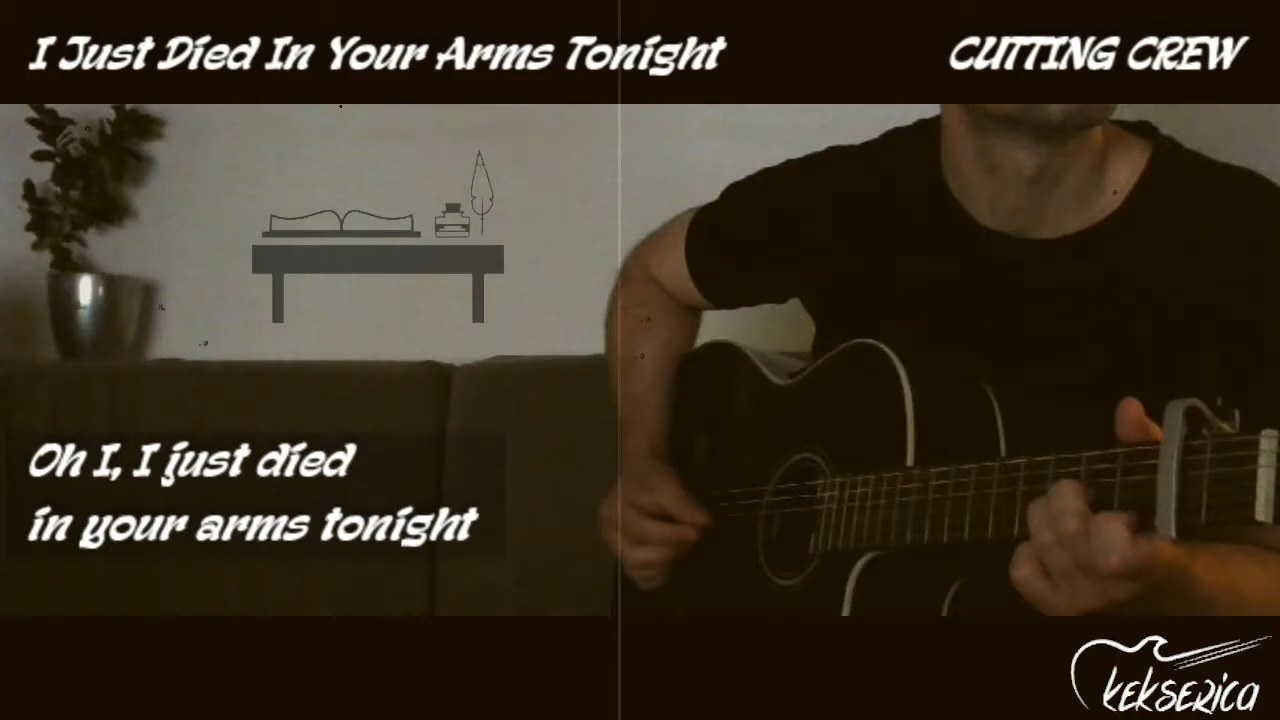 I Just Died In Your Arms Tonight
CUTTING CREW
Oh I, I just died
in your arms tonight
KEKSERICA